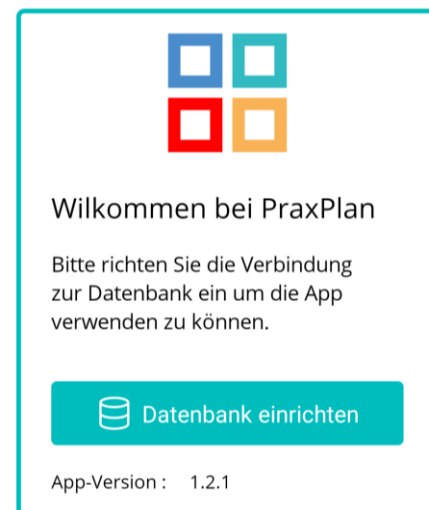 Wilkommen bei PraxPlan
Bitte richten Sie die Verbindung
zur Datenbank ein um die App
verwenden zu können.
Datenbank einrichten
App-Version : 1.2.1